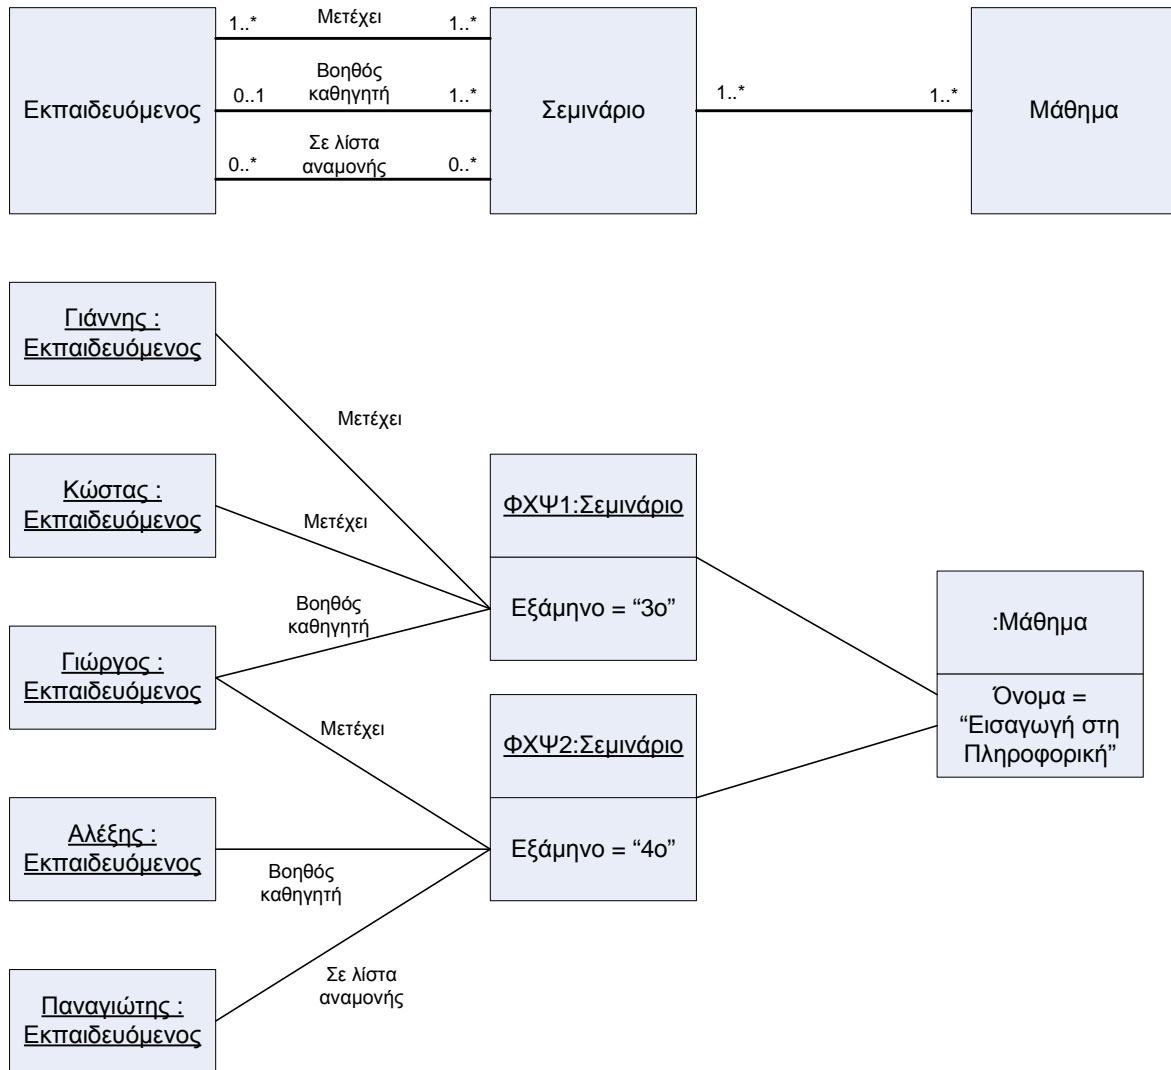 1..*
Μετέχει
1..*
Εκπαιδευόμενος
0..1
Βοηθός
καθηγητή
1..*
Σεμινάριο
1..*
1..*
Μάθημα
0..*
Σε λίστα
αναμονής
0..*
Γιάννης :
Εκπαιδευόμενος
Μετέχει
Κώστας :
Εκπαιδευόμενος
Μετέχει
ΦΧΨ1:Σεμινάριο
Εξάμηνο = “3ο”
Βοηθός
καθηγητή
Γιώργος :
Εκπαιδευόμενος
Μετέχει
ΦΧΨ2:Σεμινάριο
Εξάμηνο = “4ο”
:Μάθημα
Όνομα =
“Εισαγωγή στη
Πληροφορική”
Αλέξης :
Εκπαιδευόμενος
Βοηθός
καθηγητή
Παναγιώτης :
Εκπαιδευόμενος
Σε λίστα
αναμονής